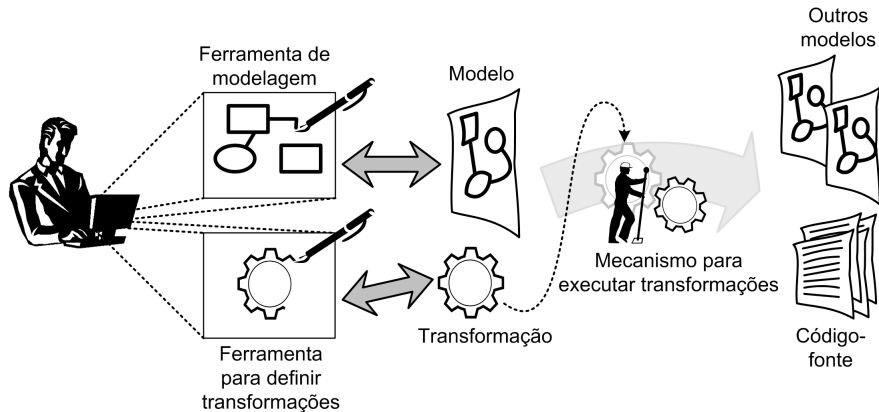 Ferramenta de
modelagem
Modelo
Outros
modelos
Mecanismo para
executar transformações
Ferramenta
para definir
transformações
Transformação
Código-
fonte